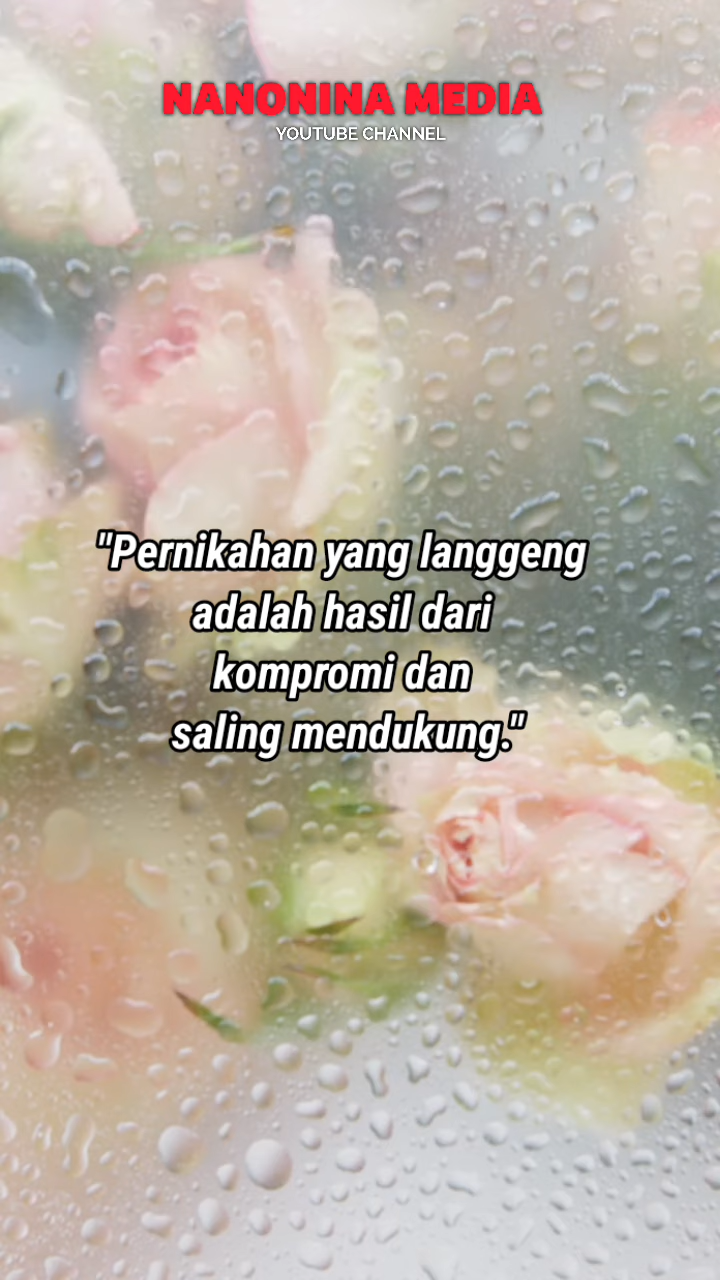 NANONINA MEDIA
YOUTUBE CHANNEL
"Pernikahan yang langgeng
adalah hasil dari
kompromi dan
saling mendukung."